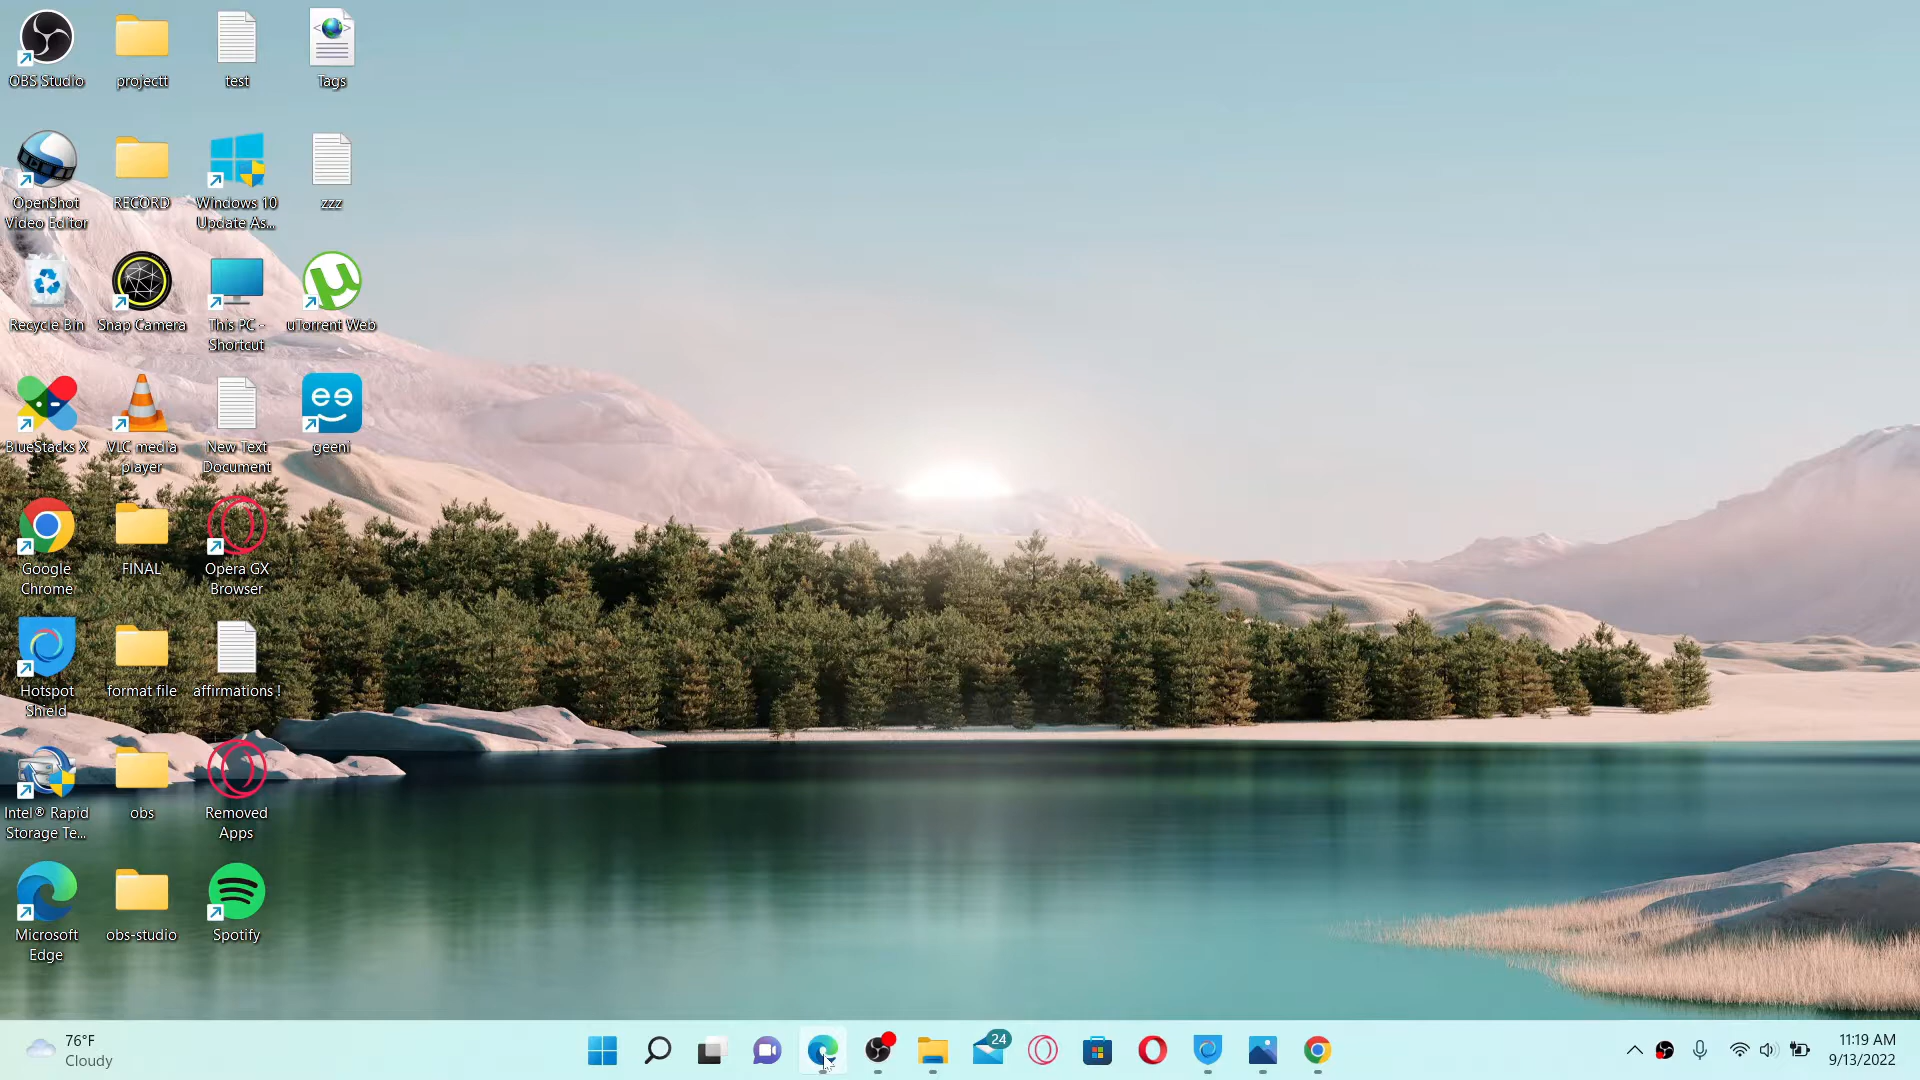 OBS Studio
projectt
test
Tags
OpenShot
Video Editor
RECORD
Windows 10
Update As...
zzz
Recycle Bin
Snap Camera
This PC -
Shortcut
uTorrent Web
BlueStacks X
VLC media
player
New Text
Document
ee
geeni
Google
Chrome
FINAL
Opera GX
Browser
Hotspot
Shield
format file
affirmations !
Intel® Rapid
Storage Te...
obs
Removed
Apps
Microsoft
Edge
obs-studio
Spotify
76°F
Cloudy
24
11:19 AM
9/13/2022